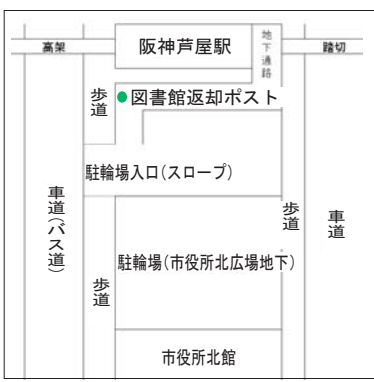 高架
阪神芦屋駅
地下通路
踏切
歩道
図書館返却ポスト
駐輪場入口(スロープ)
車道(バス道)
歩道
車道
歩道
駐輪場(市役所北広場地下)
市役所北館